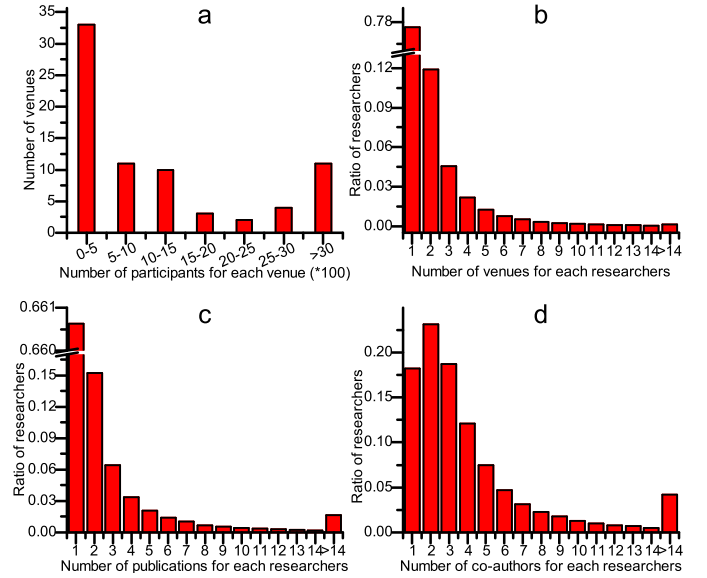 a
35
30
25
20
15
10
5
0
Number of venues
0-5 5-10 10-15 15-20 20-25 25-30 >30
Number of participants for each venue (*100)
b
0.78
0.12
0.09
0.06
0.03
0.00
Ratio of researchers
1 2 3 4 5 6 7 8 9 10 11 12 13 14 >14
Number of venues for each researchers
c
0.661
0.660
0.15
0.12
0.09
0.06
0.03
0.00
Ratio of researchers
1 2 3 4 5 6 7 8 9 10 11 12 13 14 >14
Number of publications for each researchers
d
0.20
0.15
0.10
0.05
0.00
Ratio of researchers
1 2 3 4 5 6 7 8 9 10 11 12 13 14 >14
Number of co-authors for each researchers